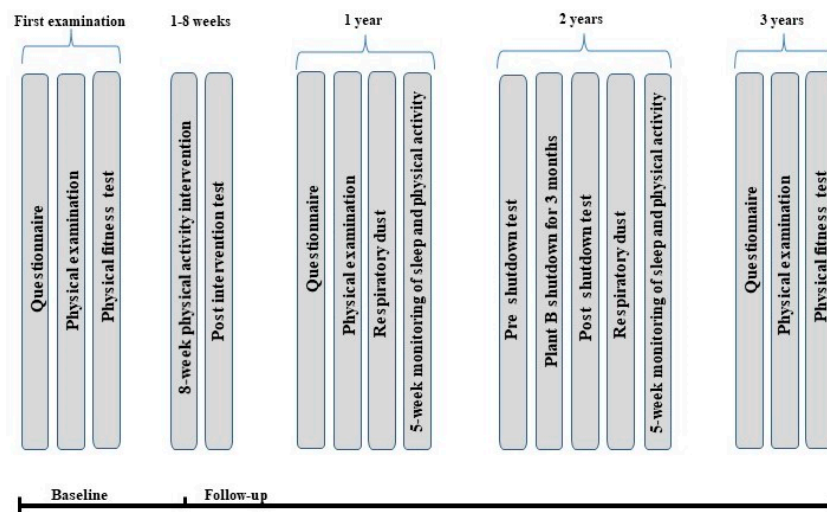 First examination
1-8 weeks
1 year
2 years
3 years
Questionnaire
Physical examination
Physical fitness test
8-week physical activity intervention
Post intervention test
Questionnaire
Physical examination
Respiratory dust
5-week monitoring of sleep and physical activity
Pre shutdown test
Plant B shutdown for 3 months
Post shutdown test
Respiratory dust
5-week monitoring of sleep and physical activity
Questionnaire
Physical examination
Physical fitness test
Baseline
Follow-up